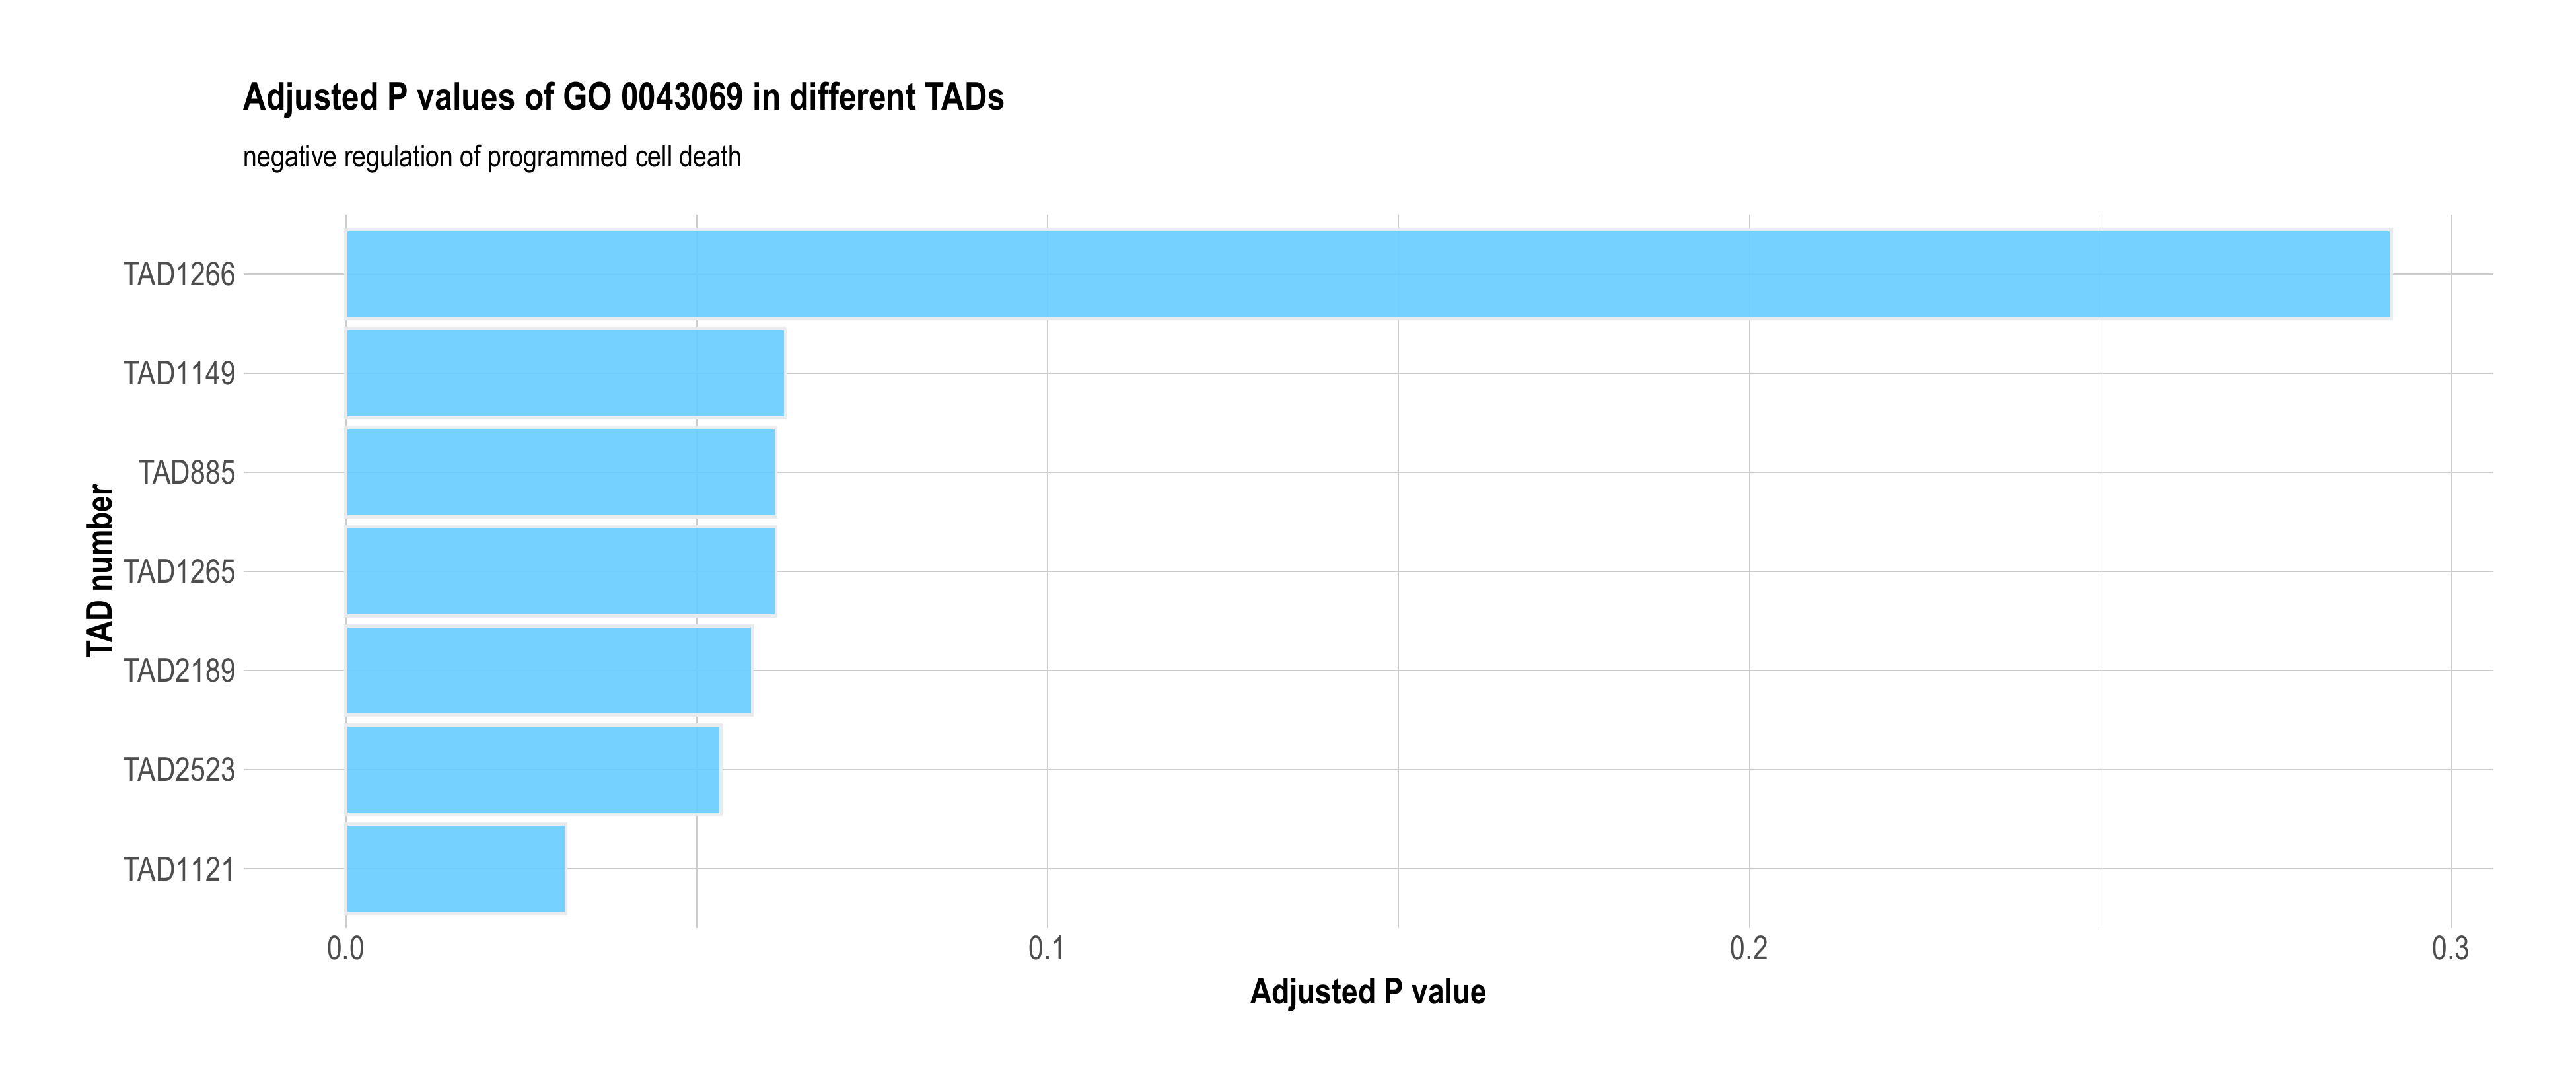 Adjusted P values of GO 0043069 in different TADs
negative regulation of programmed cell death
TAD number
TAD1266
TAD1149
TAD885
TAD1265
TAD2189
TAD2523
TAD1121
0.0 0.1 0.2 0.3
Adjusted P value